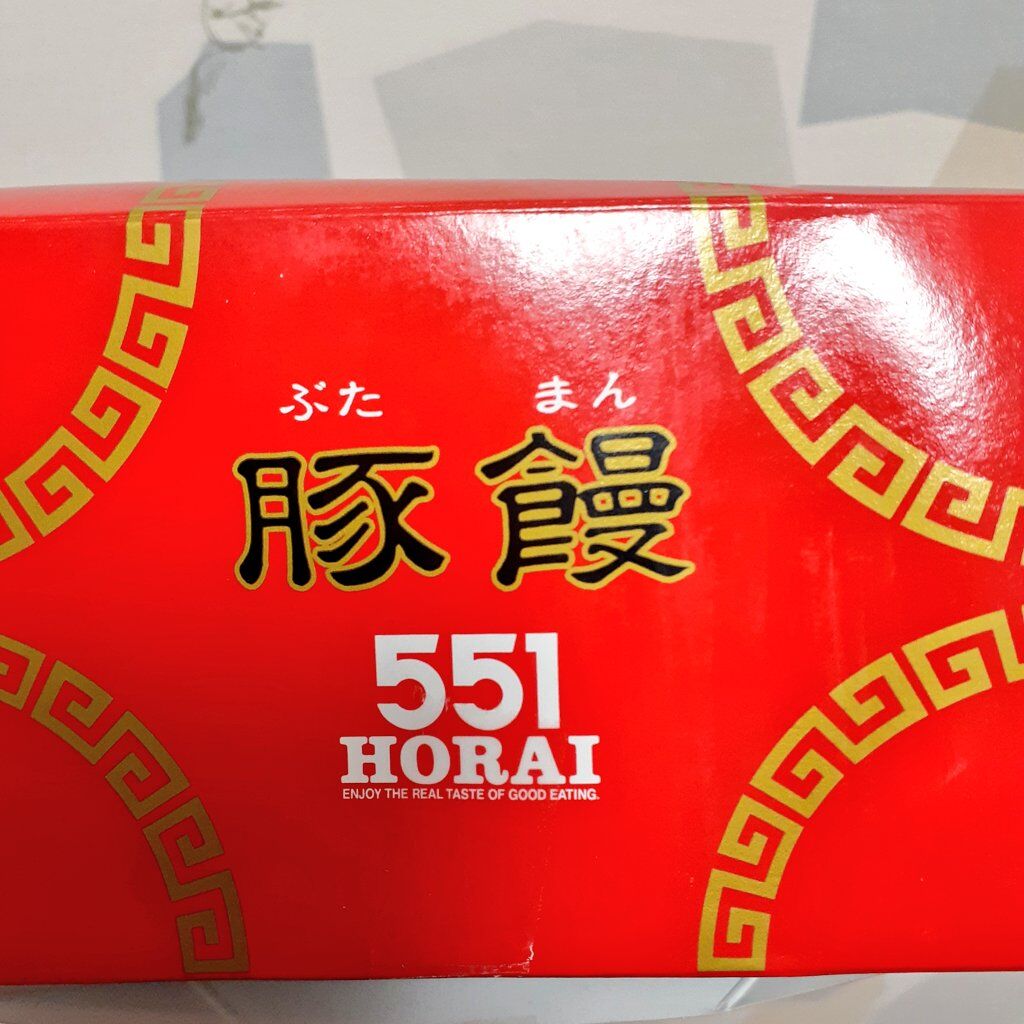 ぶた まん
豚饅
551
HORAI
ENJOY THE REAL TASTE OF GOOD EATING.